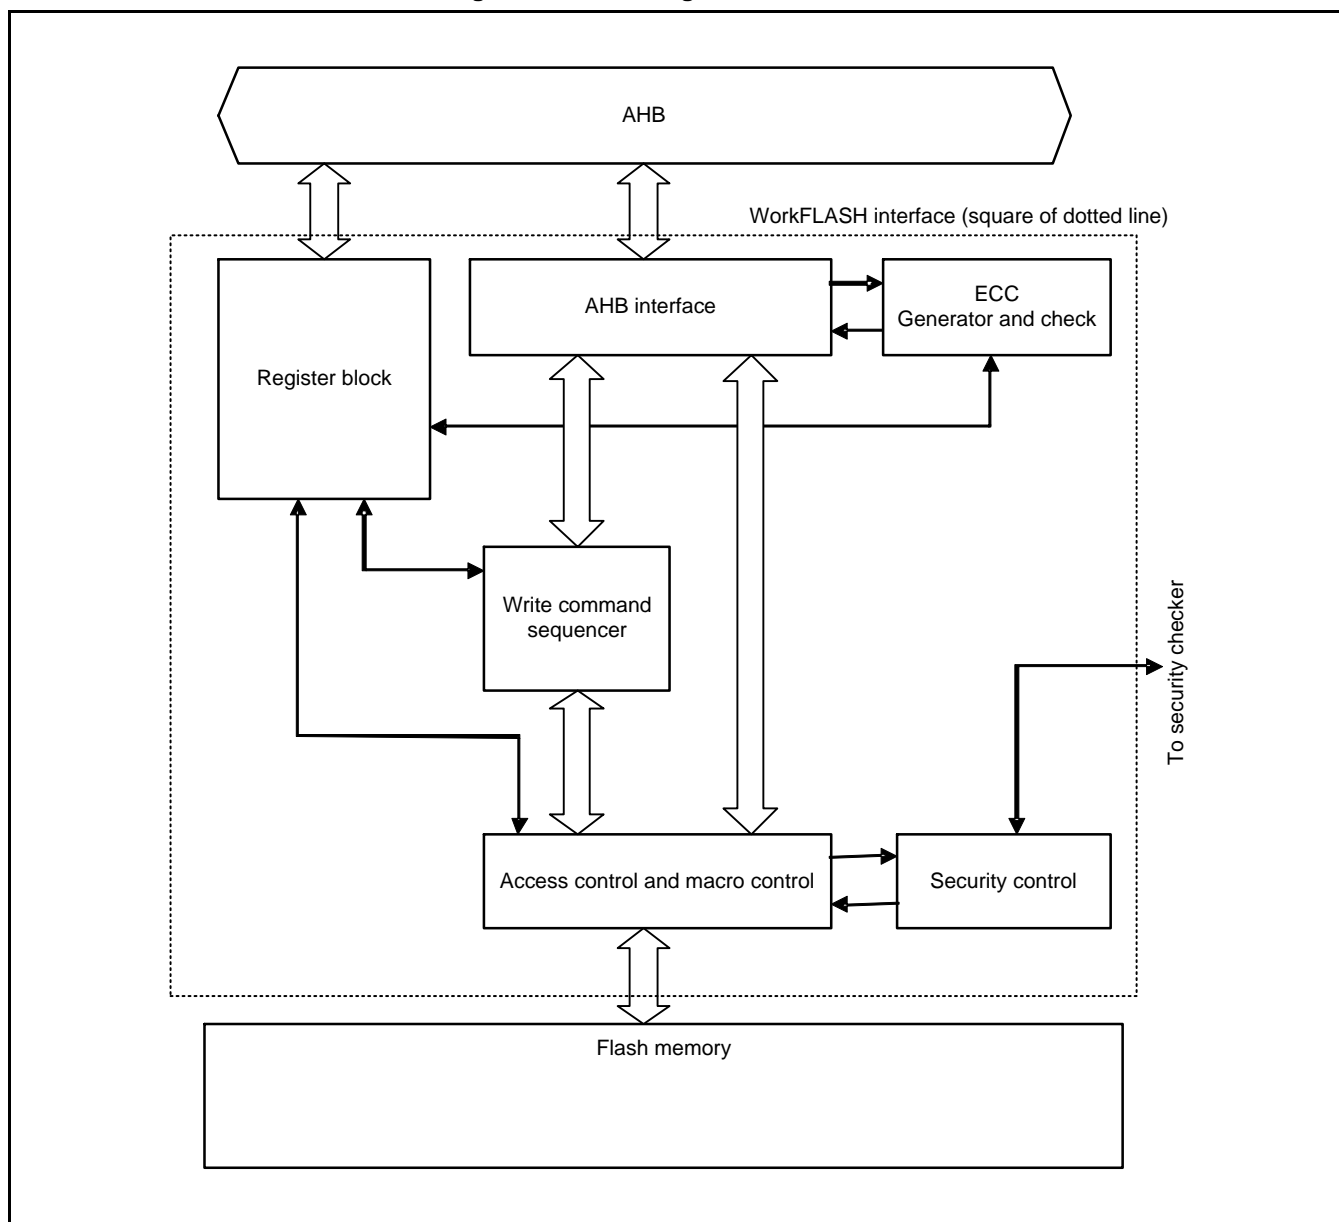 AHB
WorkFLASH interface (square of dotted line)
AHB interface
ECC
Generator and check
Register block
Write command
sequencer
To security checker
Access control and macro control
Security control
Flash memory